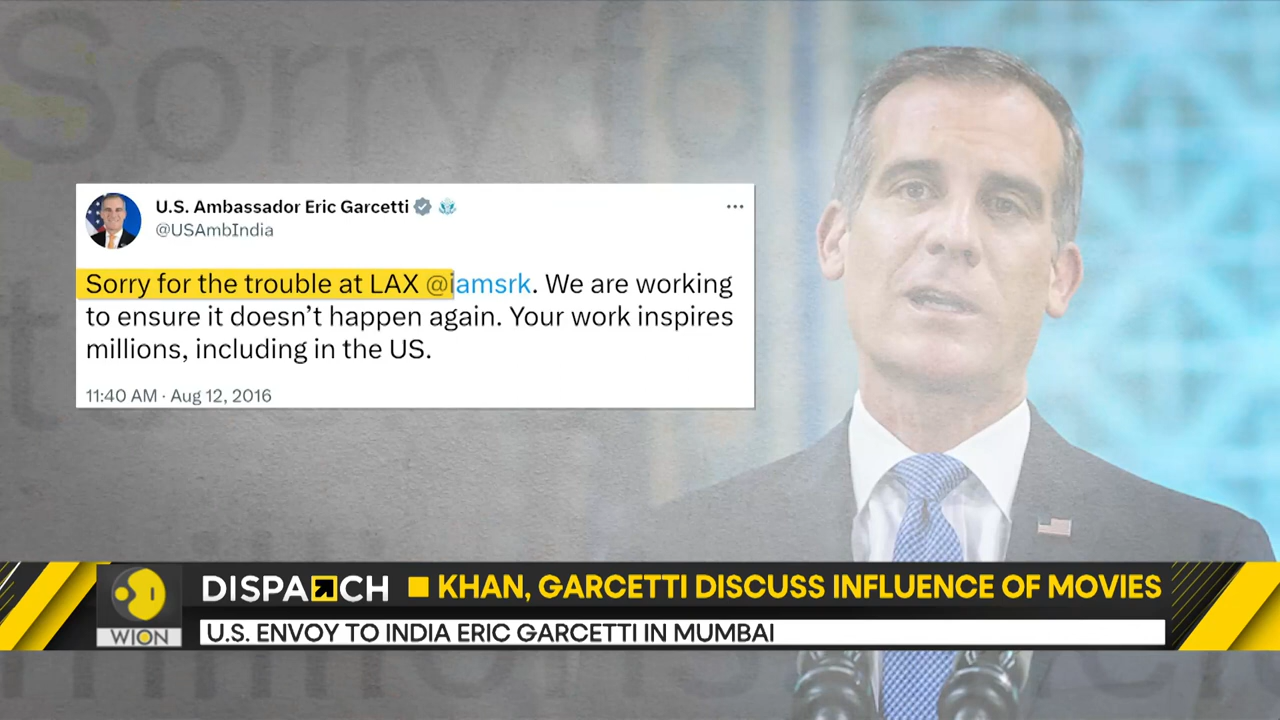 Sorry for
U.S. Ambassador Eric Garcetti
@USAmbIndia
Sorry for the trouble at LAX @iamsrk. We are working
to ensure it doesn’t happen again. Your work inspires
millions, including in the US.
11:40 AM · Aug 12, 2016
DISPATCH
KHAN, GARCETTI DISCUSS INFLUENCE OF MOVIES
WION
U.S. ENVOY TO INDIA ERIC GARCETTI IN MUMBAI